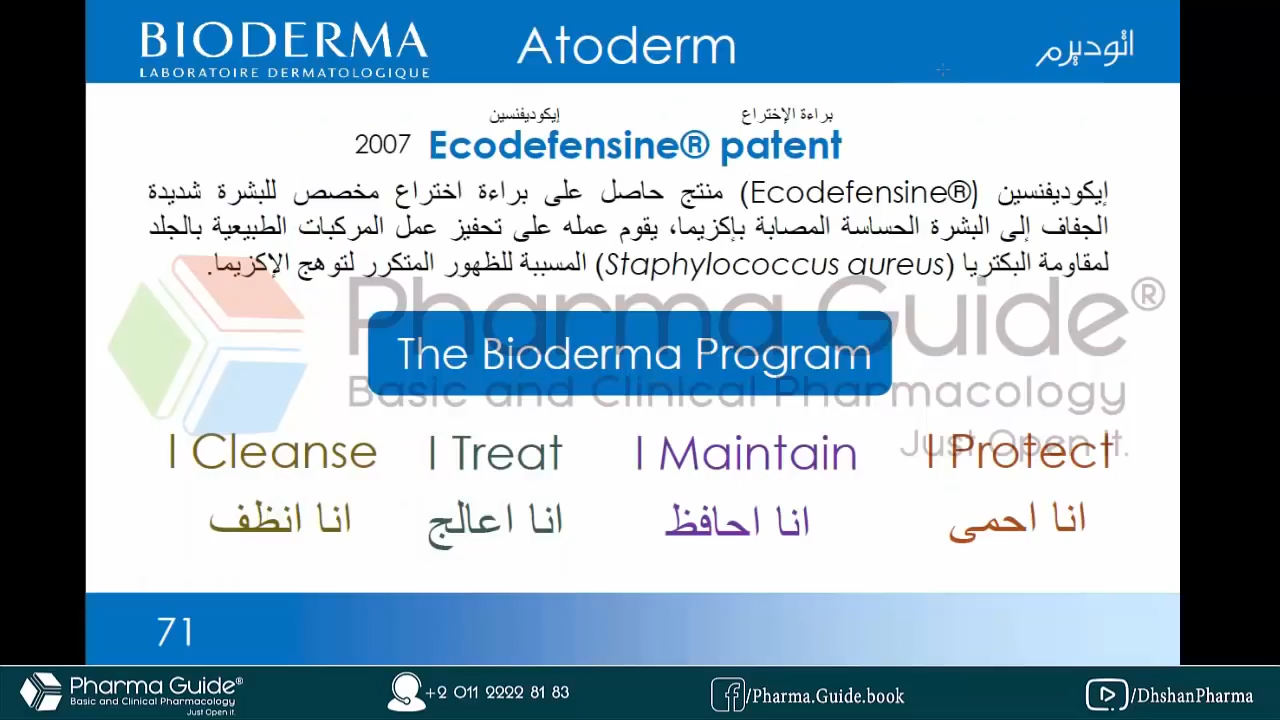 BIODERMA
LABORATOIRE DERMATOLOGIQUE
Atoderm
اتوديرم
إيكوديفنسين براءة الإختراع
2007 Ecodefensine® patent
إيكوديفنسين (Ecodefensine®) منتج حاصل على براءة اختراع مخصص للبشرة شديدة
الجفاف إلى البشرة الحساسة المصابة بإكزيما، يقوم عمله على تحفيز عمل المركبات الطبيعية بالجلد
لمقاومة البكتريا (Staphylococcus aureus) المسببة للظهور المتكرر لتوهج الإكزيما.
Pharma Guide®
Basic and Clinical Pharmacology
Just Open it.
The Bioderma Program
I Cleanse I Treat I Maintain I Protect
انا انظف انا اعالج انا احافظ انا احمى
71
Pharma Guide®
Basic and Clinical Pharmacology
Just Open it.
+2 011 2222 81 83
/Pharma.Guide.book
/DhshanPharma